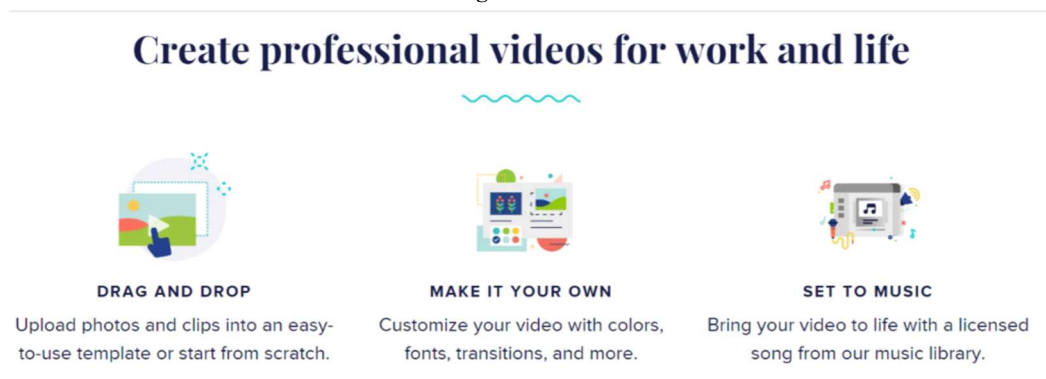 Create professional videos for work and life
DRAG AND DROP
Upload photos and clips into an easy-
to-use template or start from scratch.
MAKE IT YOUR OWN
Customize your video with colors,
fonts, transitions, and more.
SET TO MUSIC
Bring your video to life with a licensed
song from our music library.